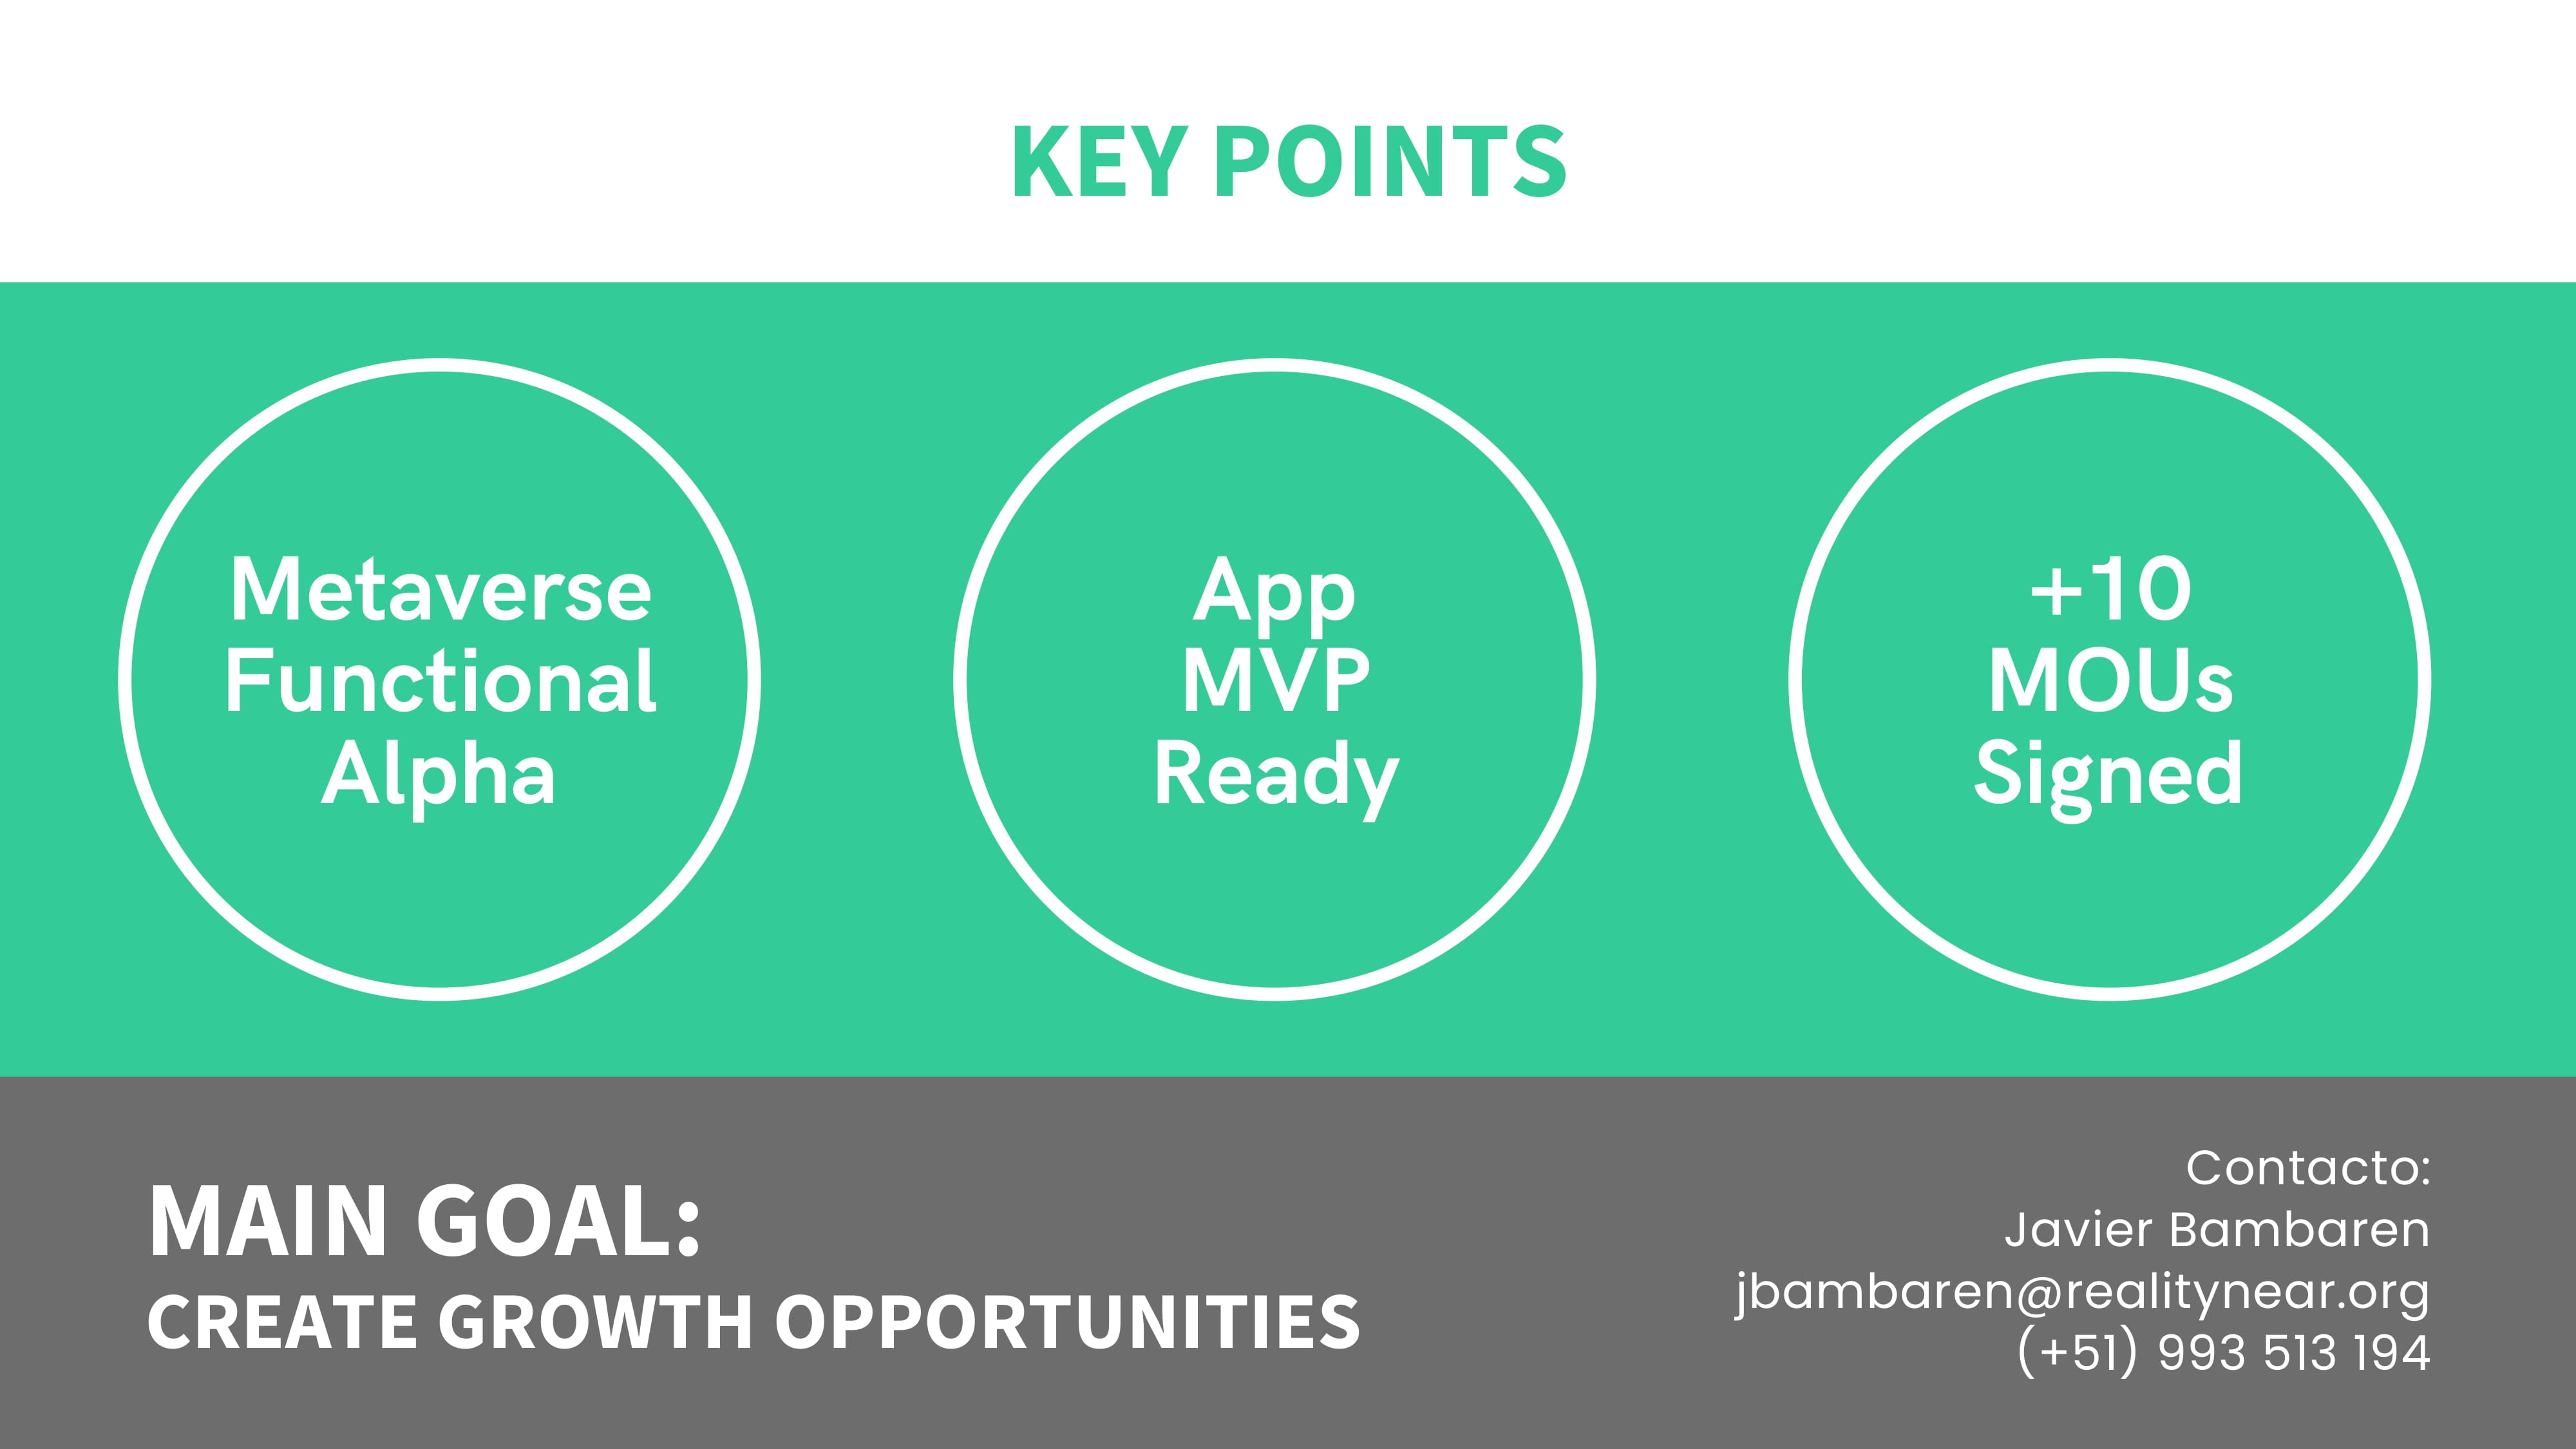 KEY POINTS
Metaverse
Functional
Alpha
App
MVP
Ready
+10
MOUs
Signed
MAIN GOAL:
CREATE GROWTH OPPORTUNITIES
Contacto:
Javier Bambaren
jbambaren@realitynear.org
(+51) 993 513 194